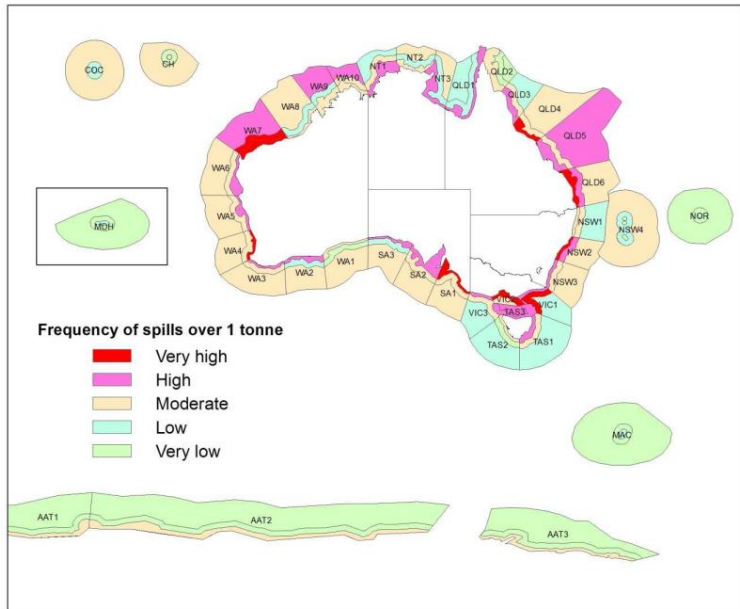 COC
CH
NT2
NT1
NT3
QLD1
QLD2
WA10
WA9
QLD3
WA8
QLD4
WA7
QLD5
WA6
QLD6
WA5
MDH
NSW1
NSW4
NOR
WA4
NSW2
WA3
WA2
WA1
SA3
SA2
NSW3
SA1
VIC1
VIC3
TAS3
TAS2
TAS1
Frequency of spills over 1 tonne
Very high
High
Moderate
Low
Very low
MAC
AAT1
AAT2
AAT3